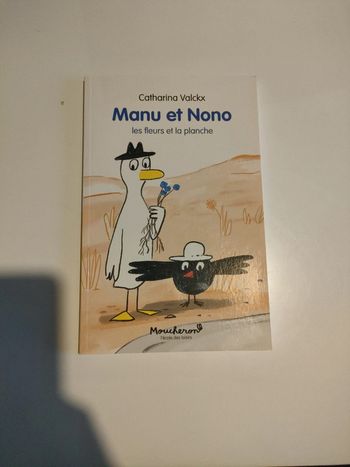 Catharina Valckx
Manu et Nono
les fleurs et la planche
Moucheron
l'école des loisirs